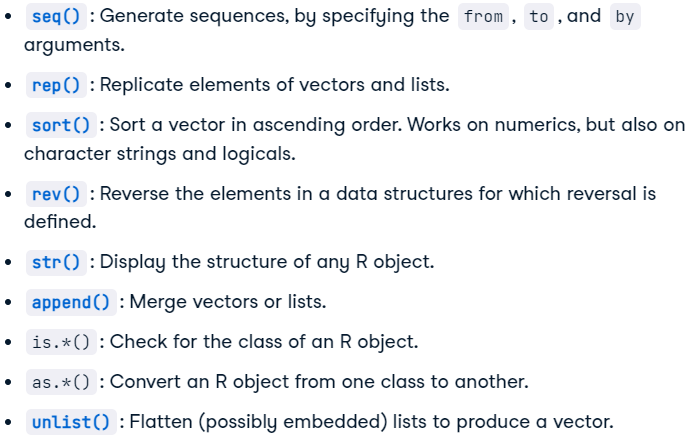 • seq() : Generate sequences, by specifying the from , to , and by
arguments.
• rep() : Replicate elements of vectors and lists.
• sort() : Sort a vector in ascending order. Works on numerics, but also on
character strings and logicals.
• rev() : Reverse the elements in a data structures for which reversal is
defined.
• str() : Display the structure of any R object.
• append() : Merge vectors or lists.
• is.*() : Check for the class of an R object.
• as.*() : Convert an R object from one class to another.
• unlist() : Flatten (possibly embedded) lists to produce a vector.